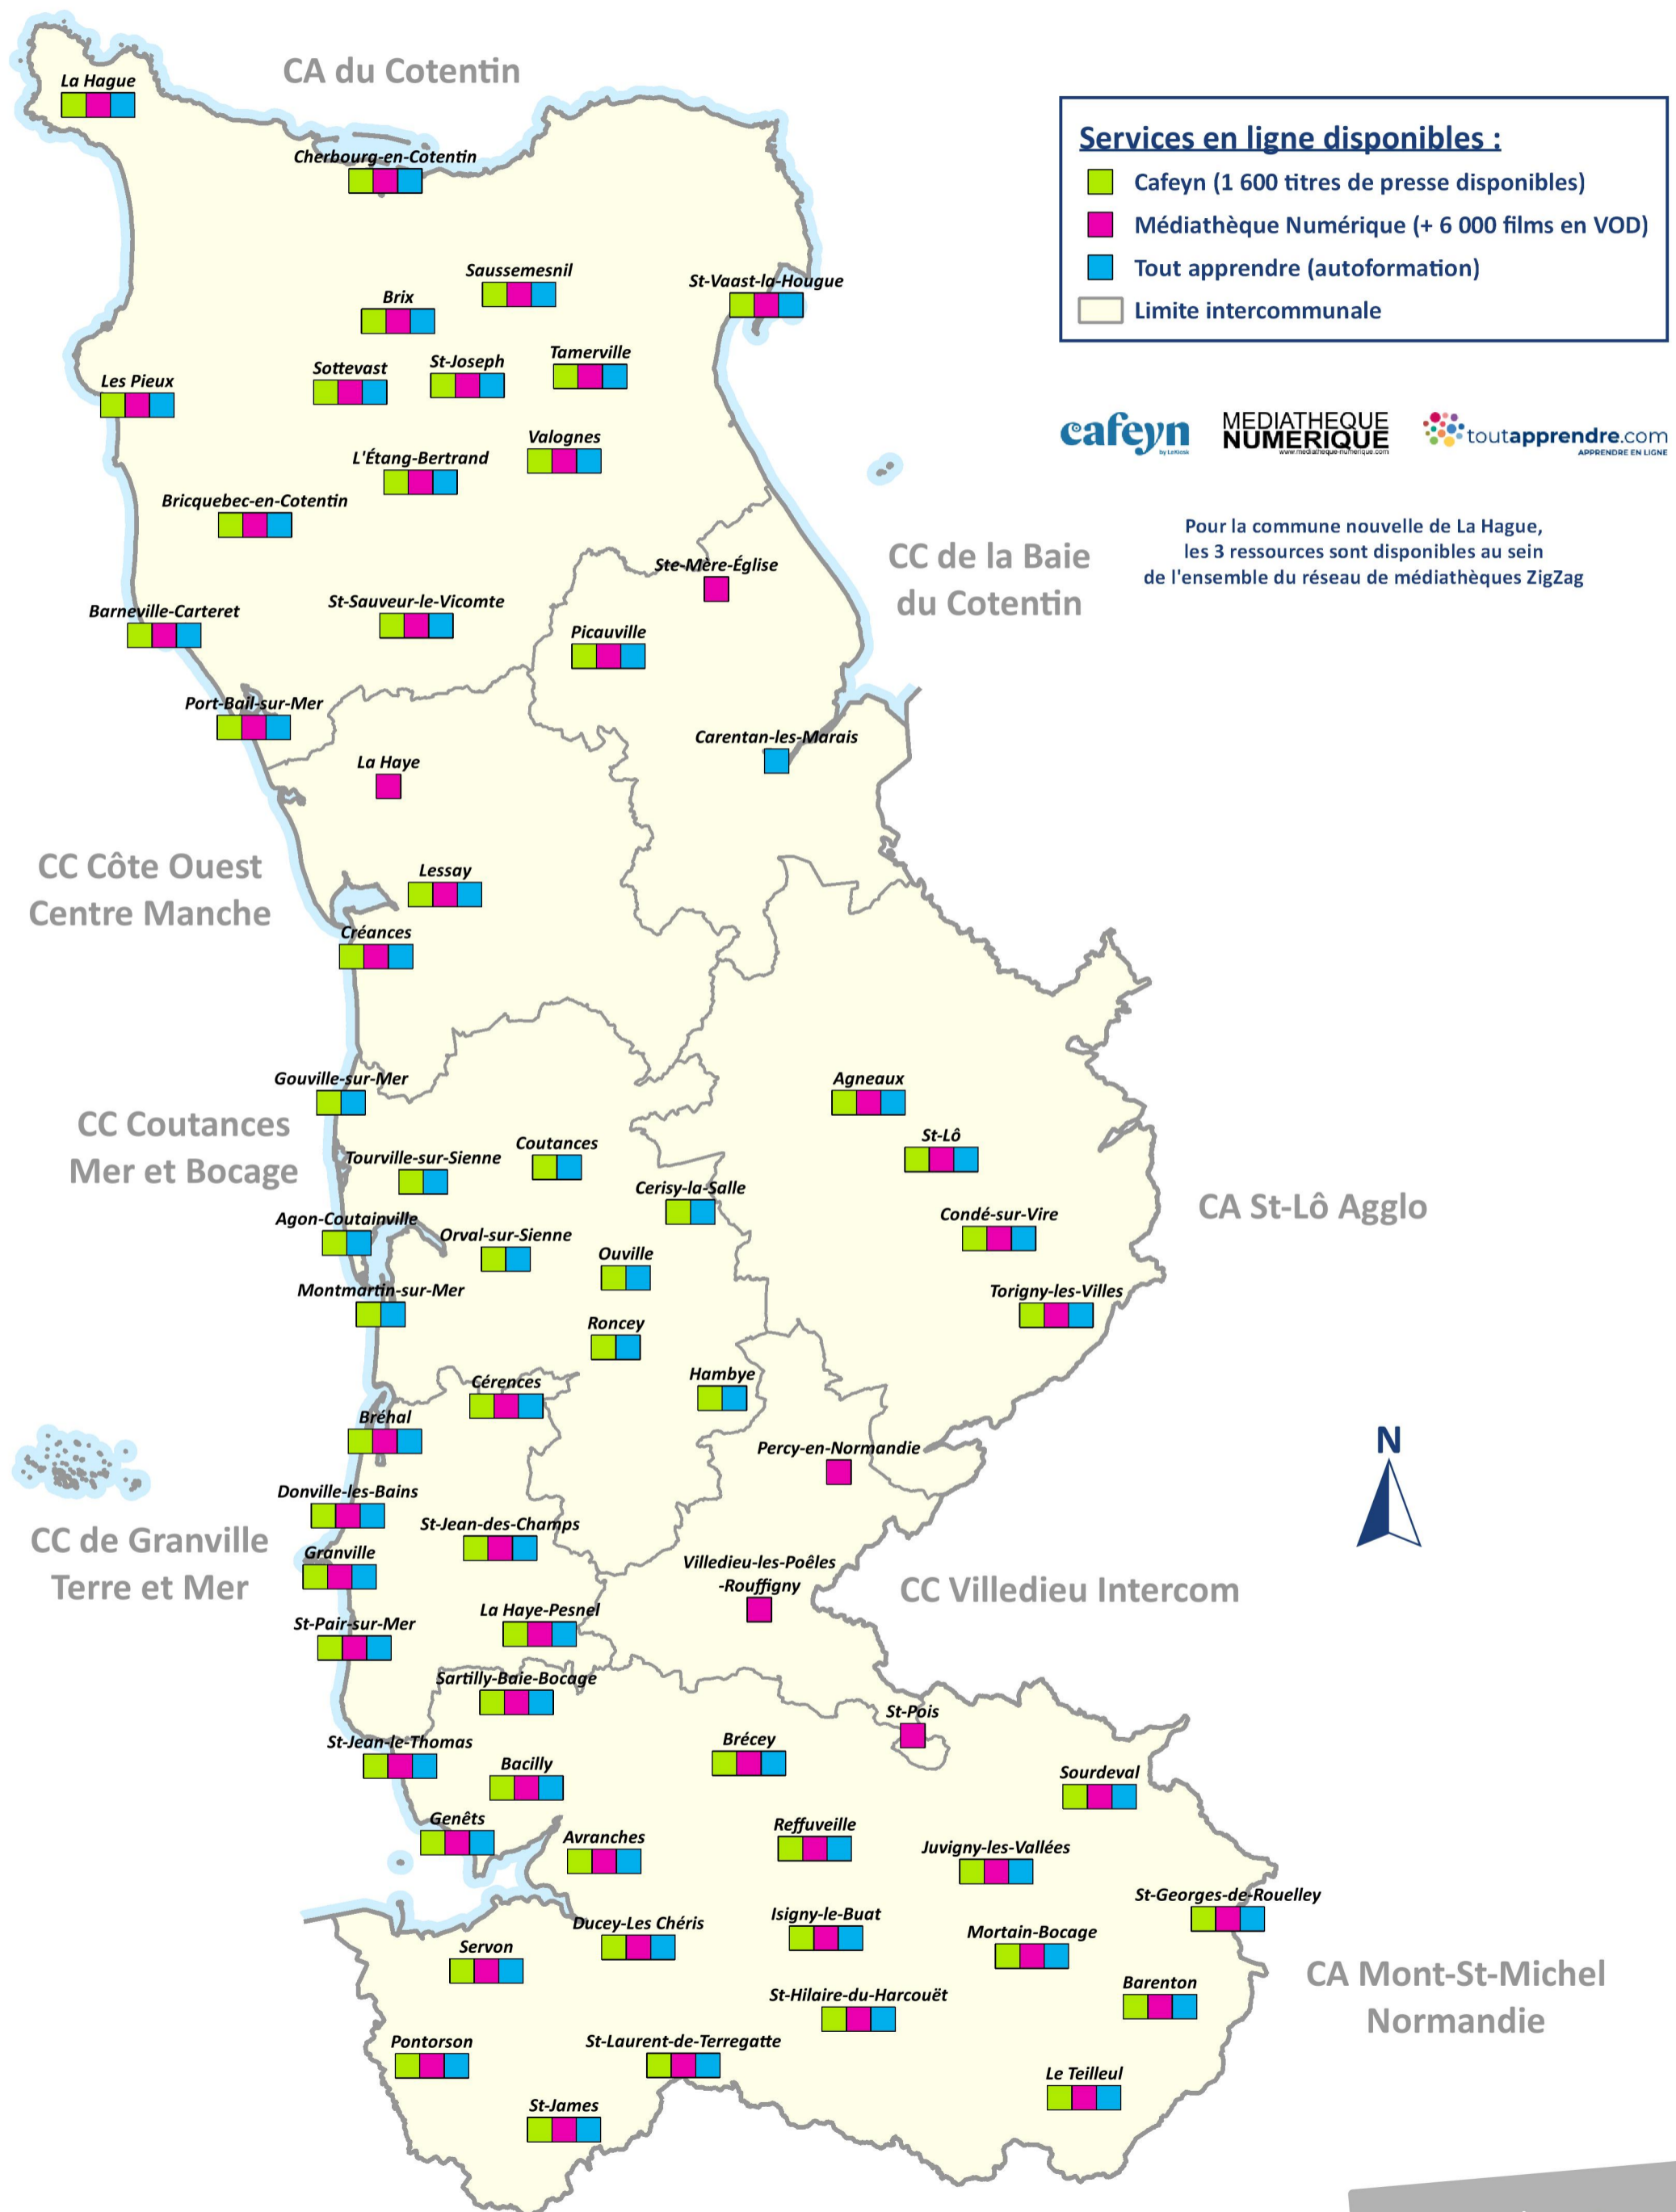 CA du Cotentin
La Hague
Cherbourg-en-Cotentin
Services en ligne disponibles :
Cafeyn (1 600 titres de presse disponibles)
Médiathèque Numérique (+ 6 000 films en VOD)
Tout apprendre (autoformation)
Limite intercommunale
Saussemesnil
St-Vaast-la-Hougue
Brix
Tamerville
St-Joseph
Sottevast
Les Pieux
cafeyn
by LeKiosk
MEDIATHEQUE
NUMERIQUE
www.mediatheque-numerique.com
toutapprendre.com
APPRENDRE EN LIGNE
Valognes
L'Étang-Bertrand
Bricquebec-en-Cotentin
Pour la commune nouvelle de La Hague,
les 3 ressources sont disponibles au sein
de l'ensemble du réseau de médiathèques ZigZag
CC de la Baie
du Cotentin
Ste-Mère-Église
St-Sauveur-le-Vicomte
Barneville-Carteret
Picauville
Port-Bail-sur-Mer
Carentan-les-Marais
La Haye
CC Côte Ouest
Centre Manche
Lessay
Créances
Gouville-sur-Mer
Agneaux
CC Coutances
Mer et Bocage
St-Lô
Coutances
Tourville-sur-Sienne
Cerisy-la-Salle
CA St-Lô Agglo
Condé-sur-Vire
Agon-Coutainville
Orval-sur-Sienne
Ouville
Montmartin-sur-Mer
Torigny-les-Villes
Roncey
Hambye
Cérences
Bréhal
N
Percy-en-Normandie
Donville-les-Bains
St-Jean-des-Champs
CC de Granville
Terre et Mer
Granville
Villedieu-les-Poêles
-Rouffigny
CC Villedieu Intercom
La Haye-Pesnel
St-Pair-sur-Mer
Sartilly-Baie-Bocage
St-Pois
St-Jean-le-Thomas
Brécey
Bacilly
Sourdeval
Genêts
Reffuveille
Avranches
Juvigny-les-Vallées
St-Georges-de-Rouelley
Isigny-le-Buat
Ducey-Les Chéris
Mortain-Bocage
Servon
CA Mont-St-Michel
Normandie
Barenton
St-Hilaire-du-Harcouët
Pontorson
St-Laurent-de-Terregatte
Le Teilleul
St-James